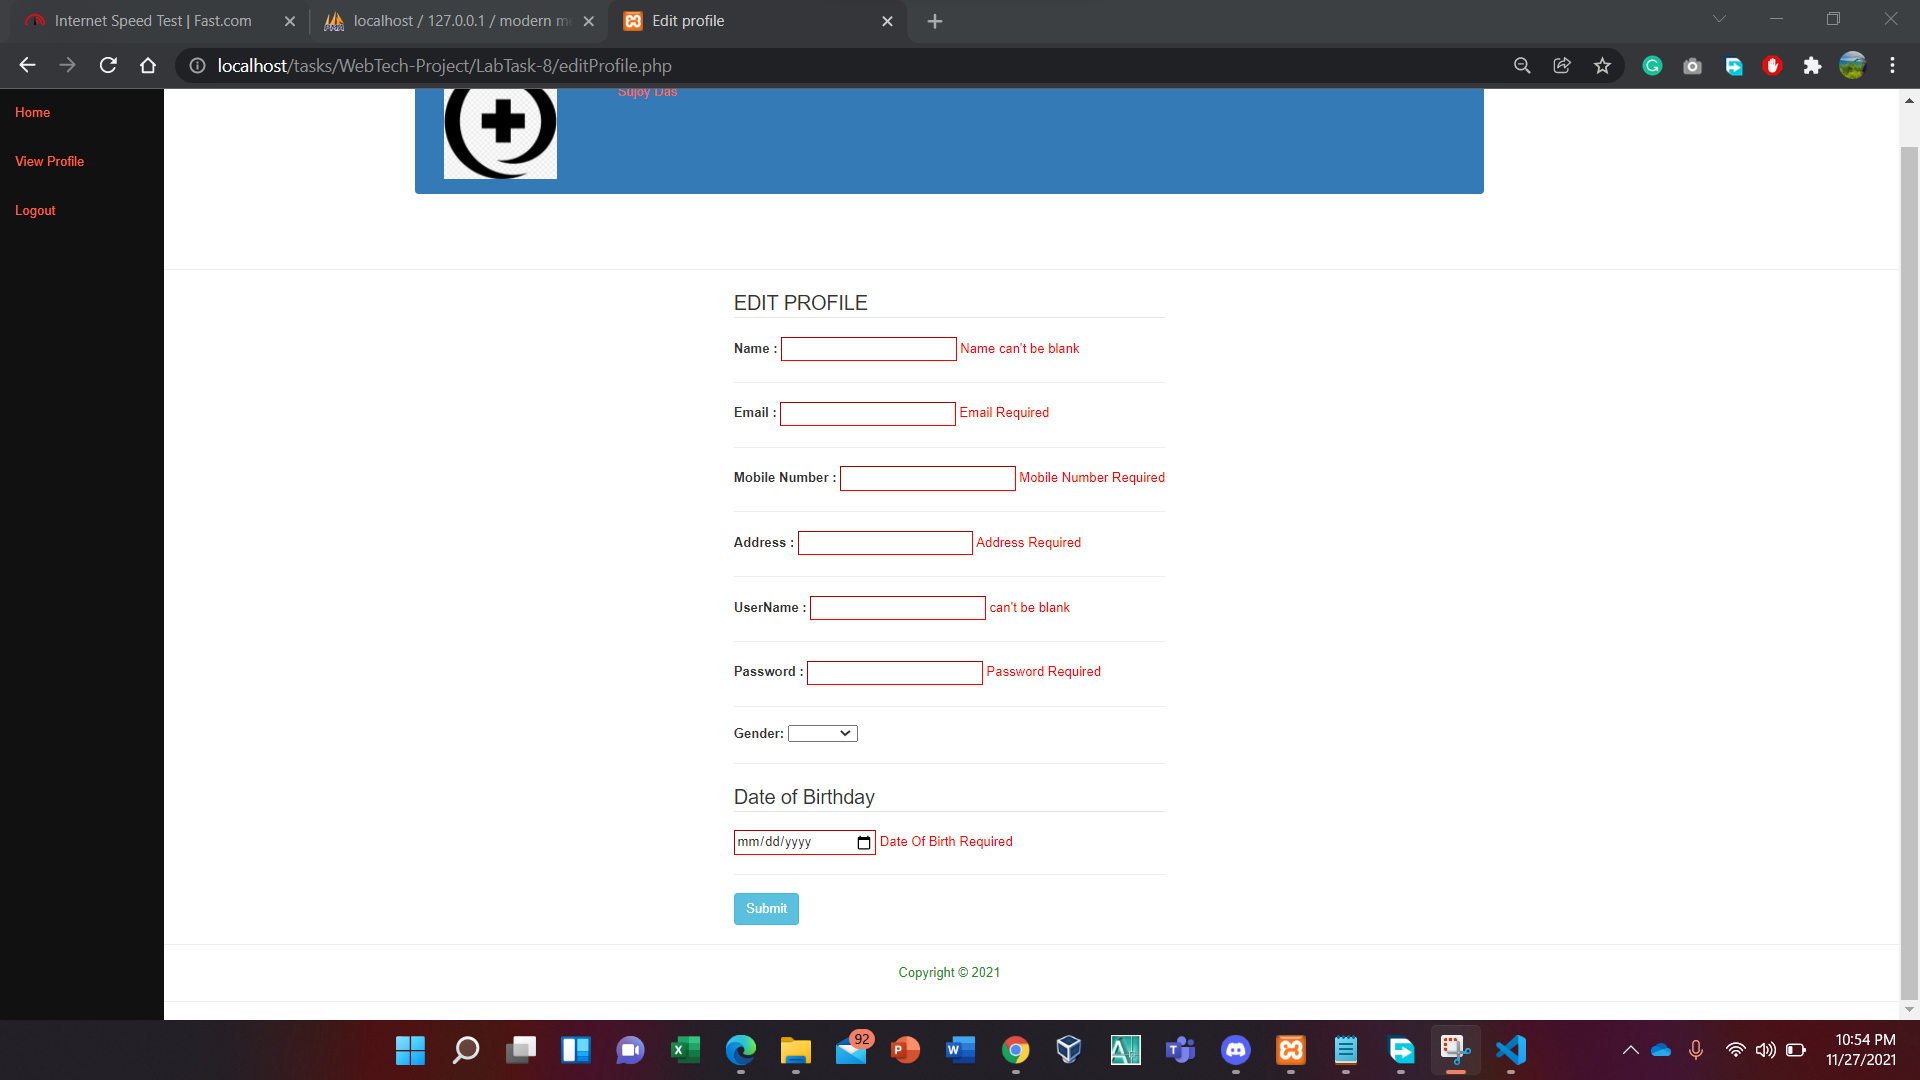 Internet Speed Test | Fast.com
localhost / 127.0.0.1 / modern m
Edit profile
localhost/tasks/WebTech-Project/LabTask-8/editProfile.php
Home
View Profile
Logout
Sujoy Das
EDIT PROFILE
Name : Name can't be blank
Email : Email Required
Mobile Number : Mobile Number Required
Address : Address Required
UserName : can't be blank
Password : Password Required
Gender:
Date of Birthday
mm/dd/yyyy Date Of Birth Required
Submit
Copyright © 2021
92
10:54 PM
11/27/2021